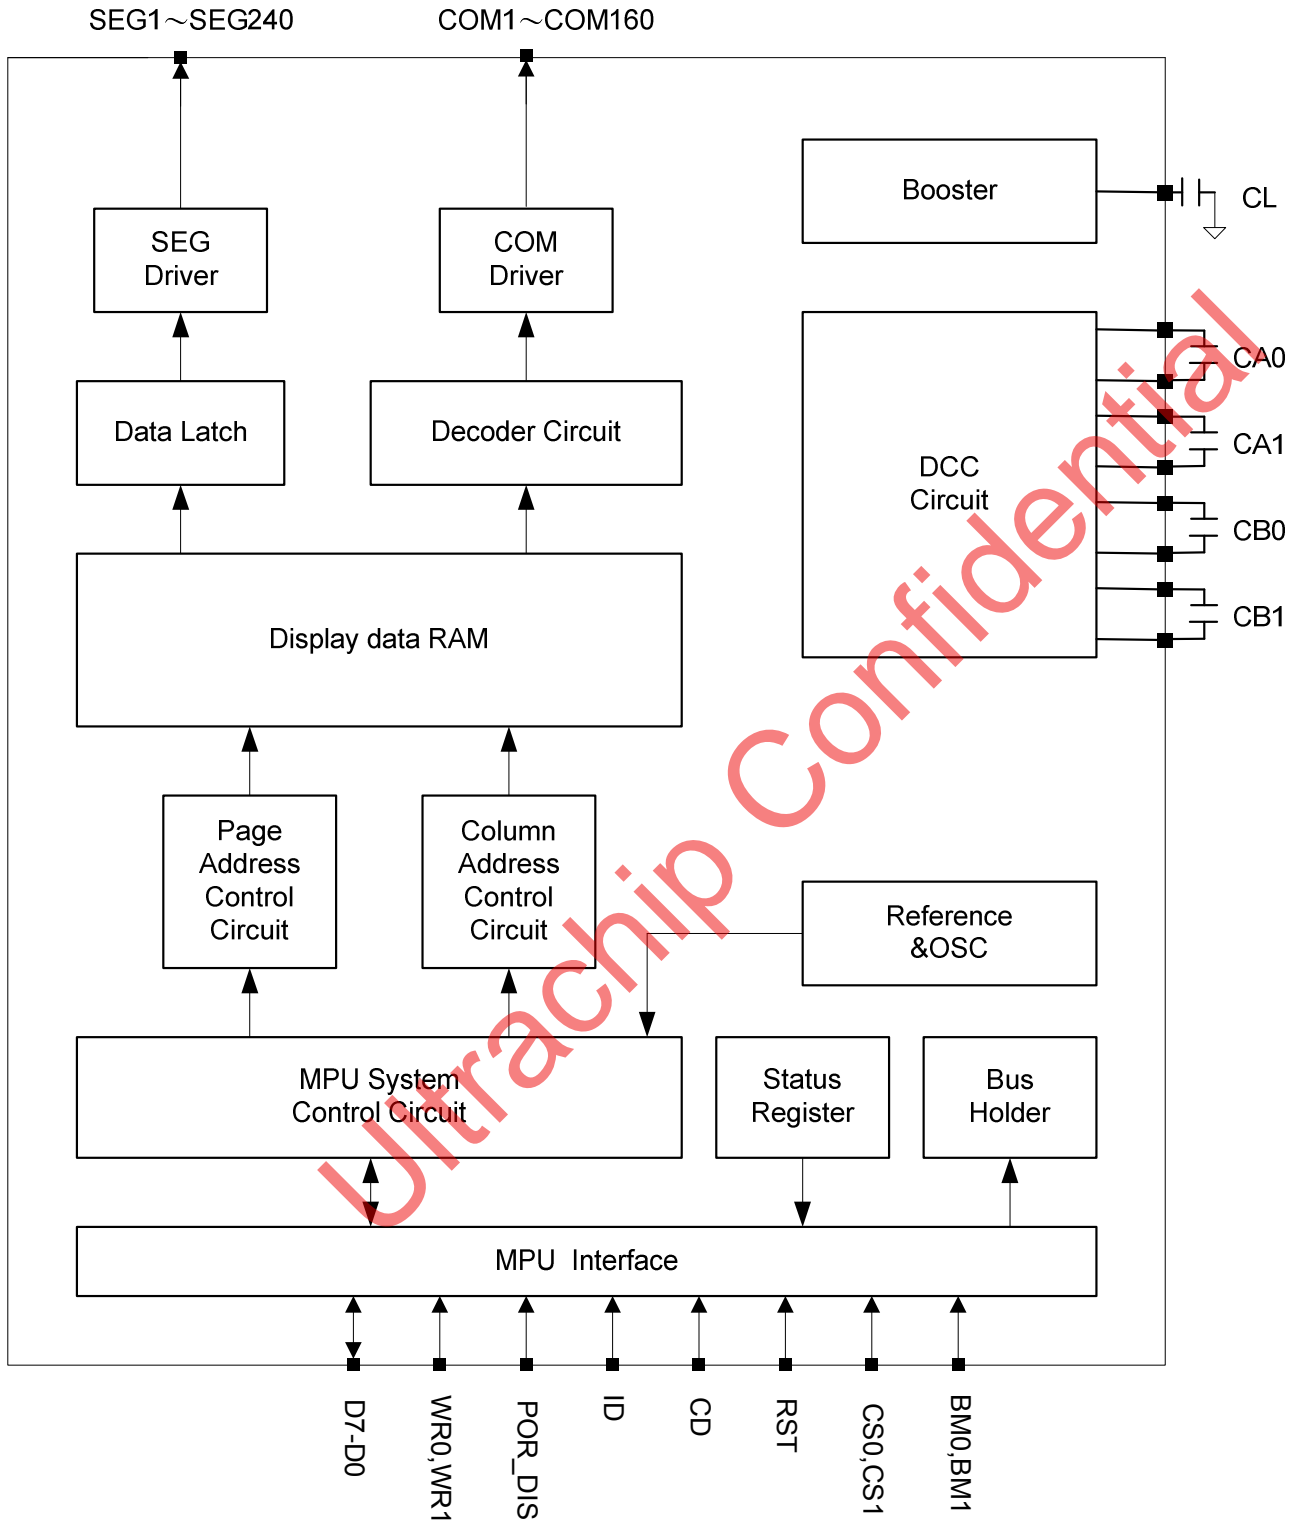 SEG1～SEG240
COM1～COM160
Booster
CL
SEG
Driver
COM
Driver
CA0
Data Latch
Decoder Circuit
CA1
DCC
Circuit
CB0
CB1
Display data RAM
Page
Address
Control
Circuit
Column
Address
Control
Circuit
Reference
&OSC
MPU System
Control Circuit
Status
Register
Bus
Holder
MPU Interface
D7-D0
WR0,WR1
POR_DIS
ID
CD
RST
CS0,CS1
BM0,BM1
Ultrachip Confidential